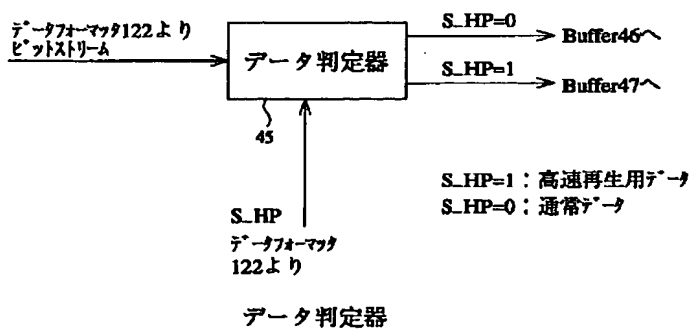 データフォーマッタ122より
ビットストリーム
データ判定器
45
S_HP=0
Buffer46へ
S_HP=1
Buffer47へ
S_HP=1：高速再生用データ
S_HP=0：通常データ
S_HP
データフォーマッタ
122より
データ判定器